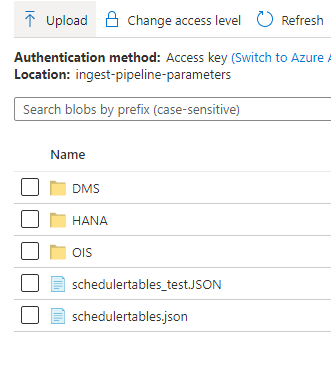 Upload Change access level Refresh
Authentication method: Access key (Switch to Azure
Location: ingest-pipeline-parameters
Search blobs by prefix (case-sensitive)
Name
DMS
HANA
OIS
schedulertables_test.JSON
schedulertables.json